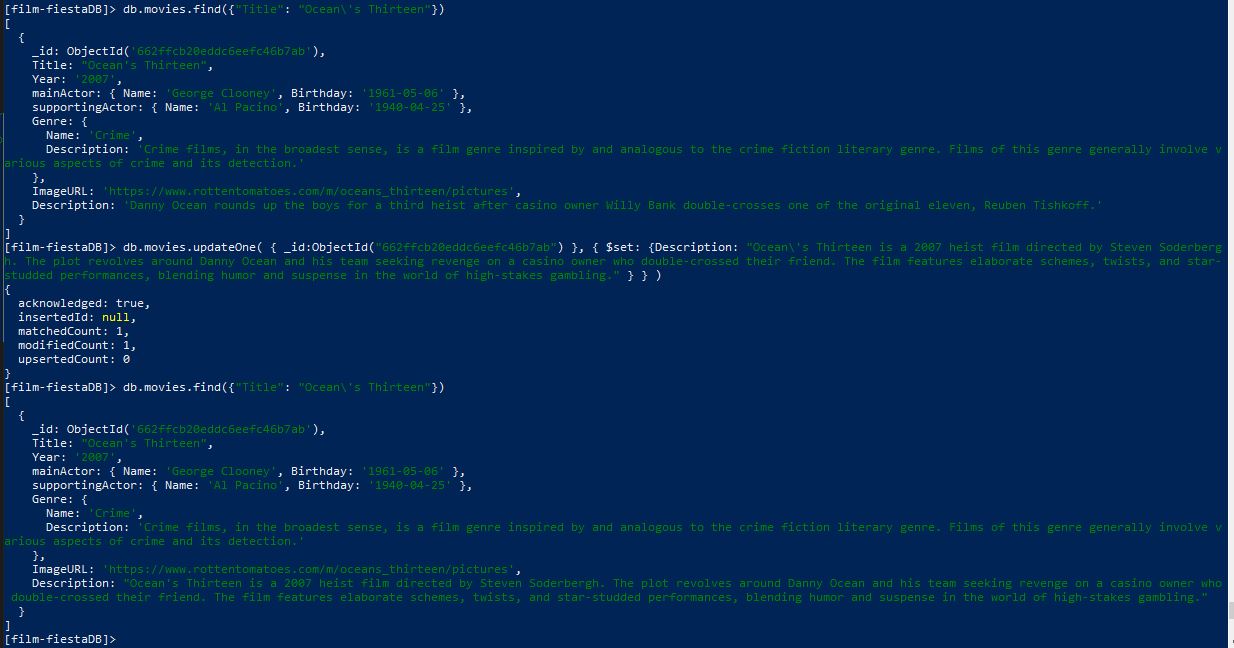 [film-fiestaDB]> db.movies.find({"Title": "Ocean\'s Thirteen"})
[
  {
    _id: ObjectId('662ffcb20eddc6eefc46b7ab'),
    Title: "Ocean's Thirteen",
    Year: '2007',
    mainActor: { Name: 'George Clooney', Birthday: '1961-05-06' },
    supportingActor: { Name: 'Al Pacino', Birthday: '1940-04-25' },
    Genre: {
      Name: 'Crime',
      Description: 'Crime films, in the broadest sense, is a film genre inspired by and analogous to the crime fiction literary genre. Films of this genre generally involve v
arious aspects of crime and its detection.'
    },
    ImageURL: 'https://www.rottentomatoes.com/m/oceans_thirteen/pictures',
    Description: 'Danny Ocean rounds up the boys for a third heist after casino owner Willy Bank double-crosses one of the original eleven, Reuben Tishkoff.'
  }
]
[film-fiestaDB]> db.movies.updateOne( { _id:ObjectId("662ffcb20eddc6eefc46b7ab") }, { $set: {Description: "Ocean\'s Thirteen is a 2007 heist film directed by Steven Soderberg
h. The plot revolves around Danny Ocean and his team seeking revenge on a casino owner who double-crossed their friend. The film features elaborate schemes, twists, and star-
studded performances, blending humor and suspense in the world of high-stakes gambling." } } )
{
  acknowledged: true,
  insertedId: null,
  matchedCount: 1,
  modifiedCount: 1,
  upsertedCount: 0
}
[film-fiestaDB]> db.movies.find({"Title": "Ocean\'s Thirteen"})
[
  {
    _id: ObjectId('662ffcb20eddc6eefc46b7ab'),
    Title: "Ocean's Thirteen",
    Year: '2007',
    mainActor: { Name: 'George Clooney', Birthday: '1961-05-06' },
    supportingActor: { Name: 'Al Pacino', Birthday: '1940-04-25' },
    Genre: {
      Name: 'Crime',
      Description: 'Crime films, in the broadest sense, is a film genre inspired by and analogous to the crime fiction literary genre. Films of this genre generally involve v
arious aspects of crime and its detection.'
    },
    ImageURL: 'https://www.rottentomatoes.com/m/oceans_thirteen/pictures',
    Description: "Ocean's Thirteen is a 2007 heist film directed by Steven Soderbergh. The plot revolves around Danny Ocean and his team seeking revenge on a casino owner who
 double-crossed their friend. The film features elaborate schemes, twists, and star-studded performances, blending humor and suspense in the world of high-stakes gambling."
  }
]
[film-fiestaDB]>